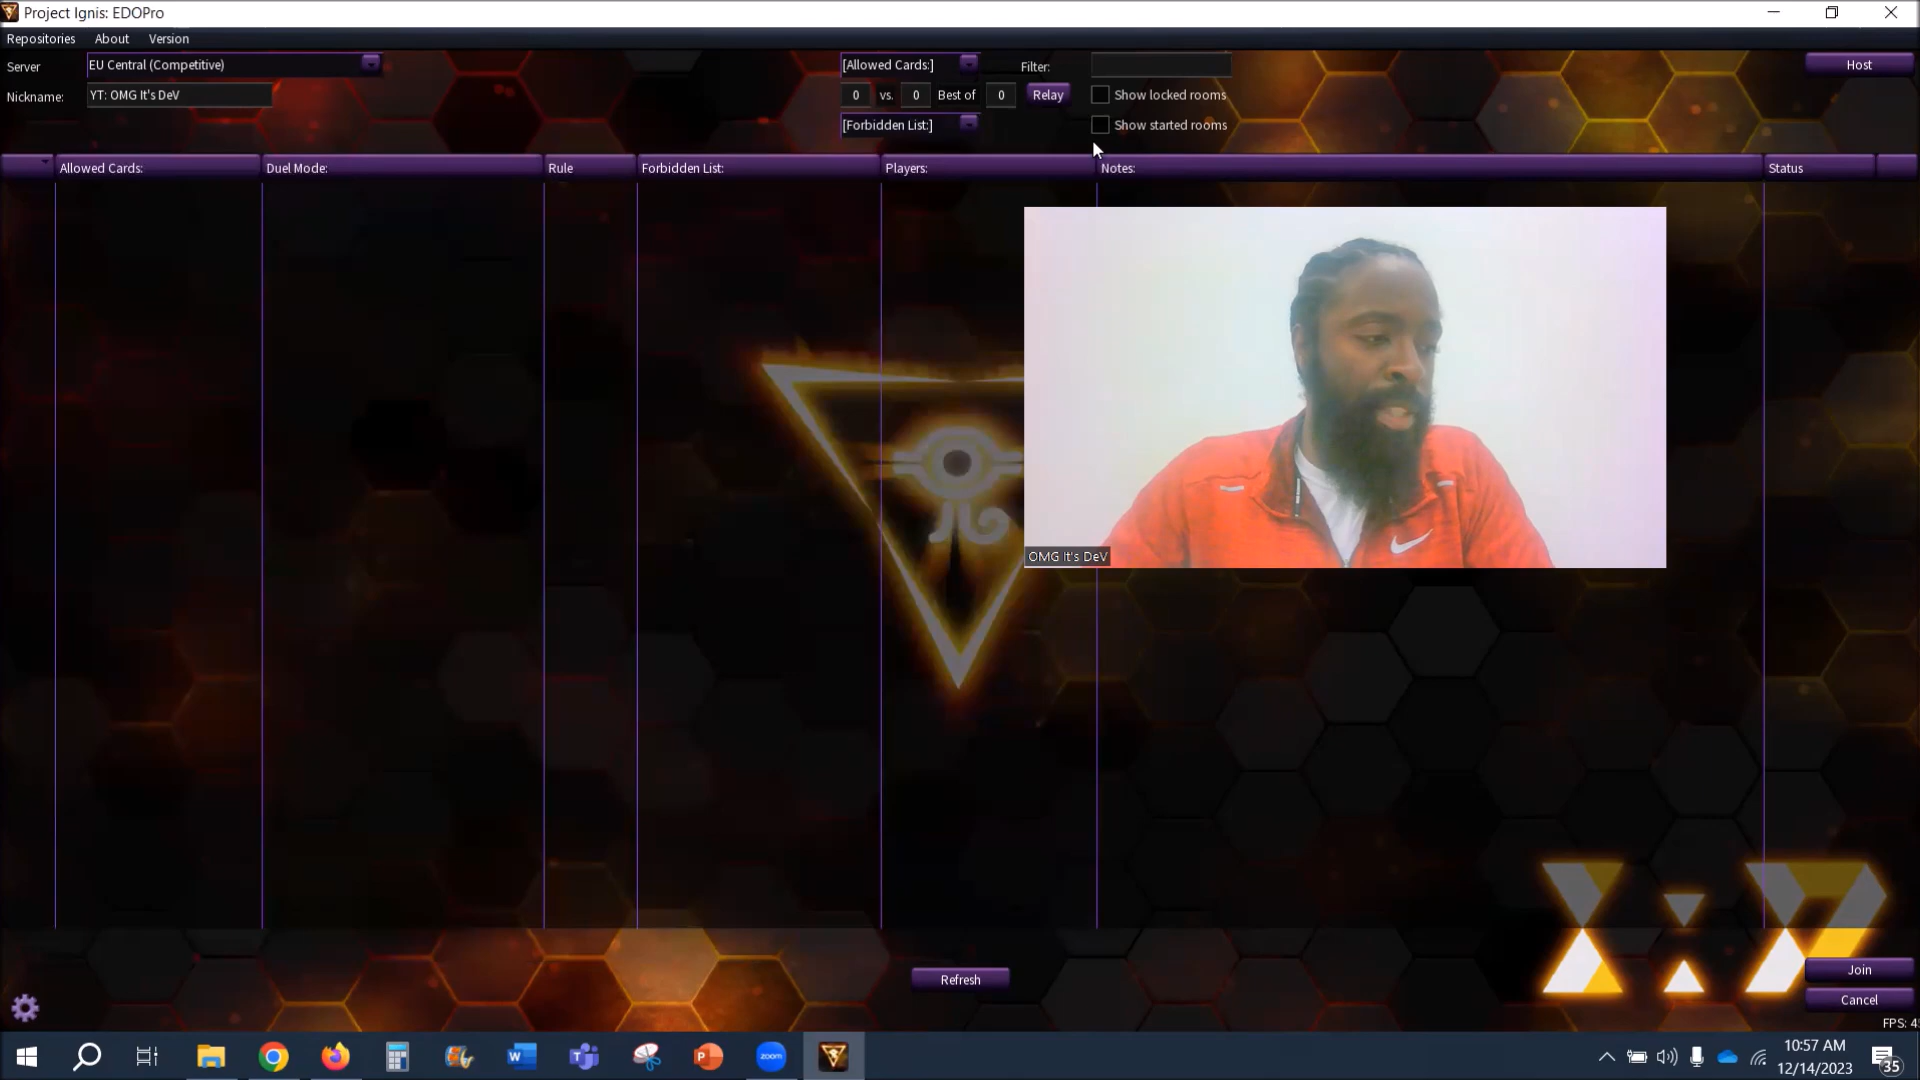 Project Ignis: EDOPro
Repositories About Version
Server EU Central (Competitive) [Allowed Cards:] Filter: Host
Nickname: YT: OMG It's DeV 0 vs. 0 Best of 0 Relay Show locked rooms
[Forbidden List:] Show started rooms
Allowed Cards: Duel Mode: Rule Forbidden List: Players: Notes: Status
OMG It's DeV
Refresh
Join
Cancel
FPS: 4
zoom
10:57 AM
12/14/2023
35